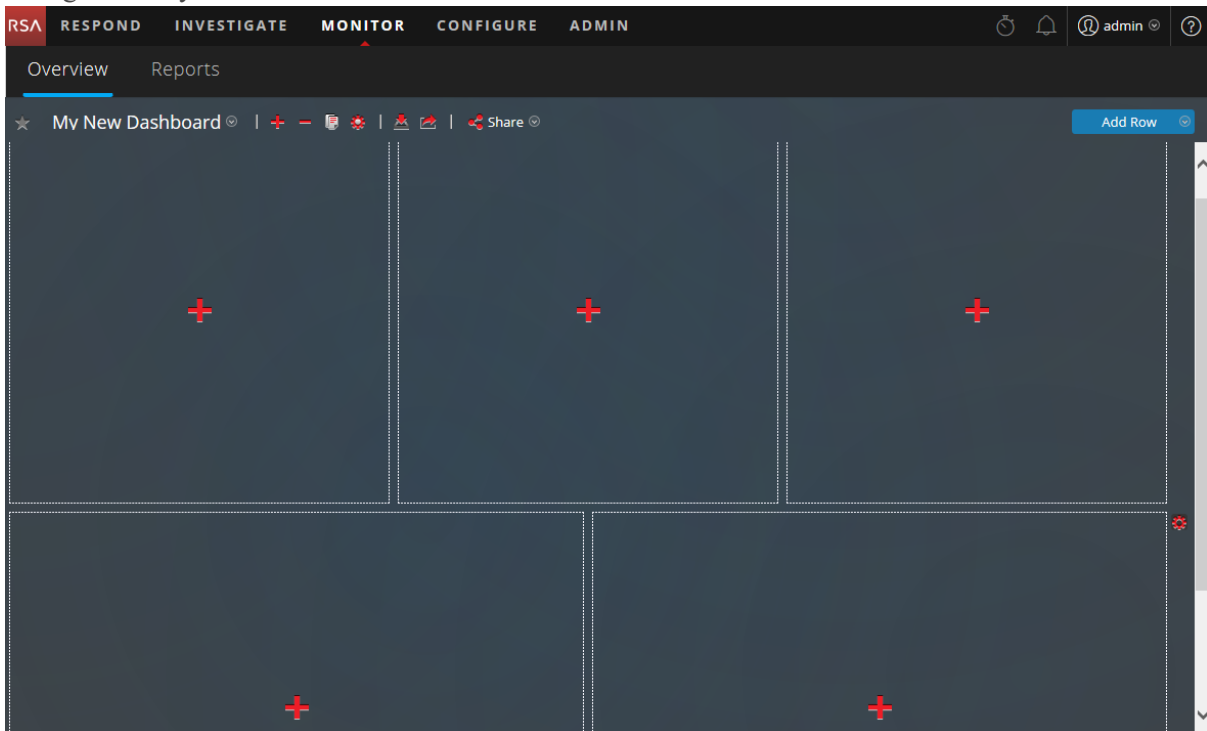 RSA RESPOND INVESTIGATE MONITOR CONFIGURE ADMIN admin ?
Overview Reports
My New Dashboard | + − | | Share Add Row